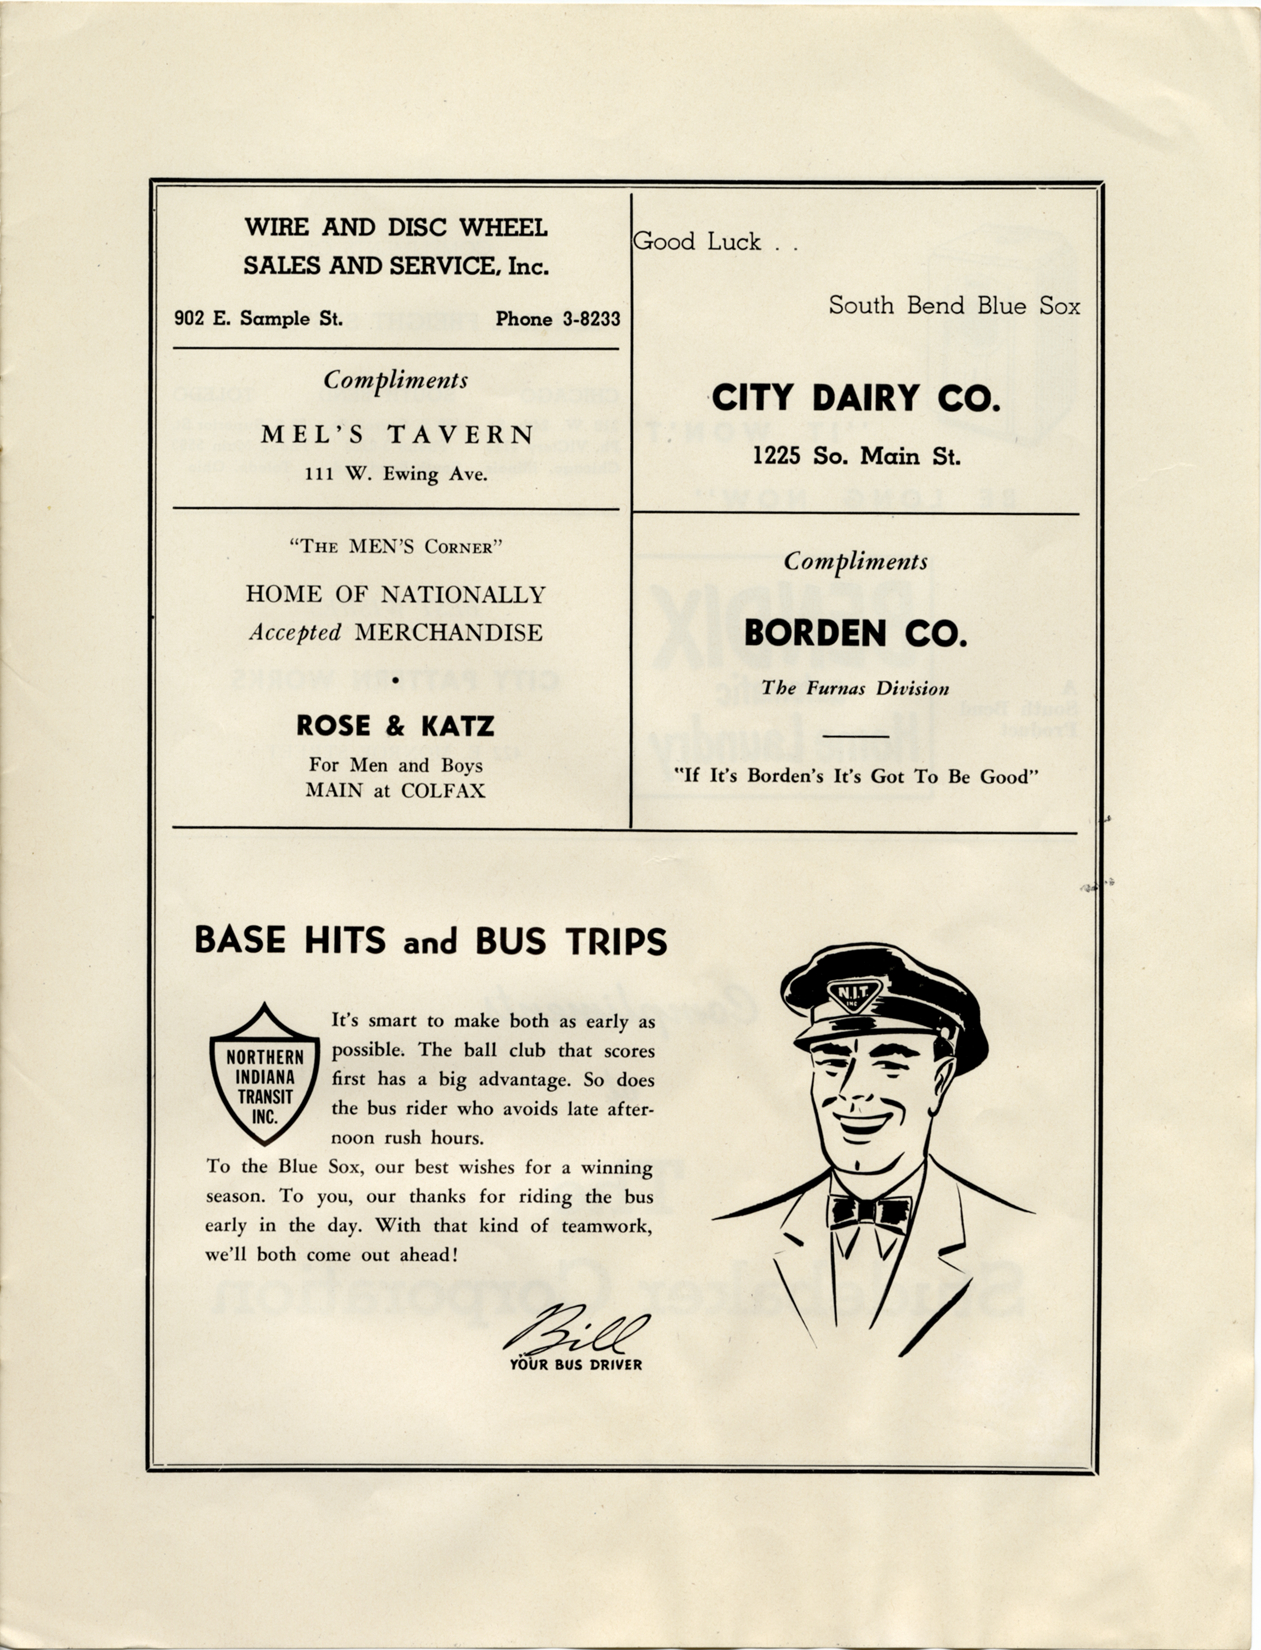 WIRE AND DISC WHEEL
SALES AND SERVICE, Inc.
902 E. Sample St. Phone 3-8233
Compliments
MEL'S TAVERN
111 W. Ewing Ave.
"THE MEN'S CORNER"
HOME OF NATIONALLY
Accepted MERCHANDISE
•
ROSE & KATZ
For Men and Boys
MAIN at COLFAX
Good Luck . .
South Bend Blue Sox
CITY DAIRY CO.
1225 So. Main St.
Compliments
BORDEN CO.
The Furnas Division
"If It's Borden's It's Got To Be Good"
BASE HITS and BUS TRIPS
NORTHERN
INDIANA
TRANSIT
INC.
It's smart to make both as early as
possible. The ball club that scores
first has a big advantage. So does
the bus rider who avoids late after-
noon rush hours.
To the Blue Sox, our best wishes for a winning
season. To you, our thanks for riding the bus
early in the day. With that kind of teamwork,
we'll both come out ahead!
Bill
YOUR BUS DRIVER
N.I.T.
INC